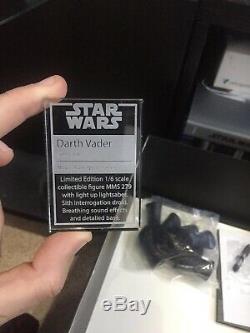 STAR
WARS
Darth Vader
Limited Edition 1/6 scale
collectible figure MMS 279
with light up lightsaber,
Sith Interrogation droid,
Breathing sound effects
and detailed base.